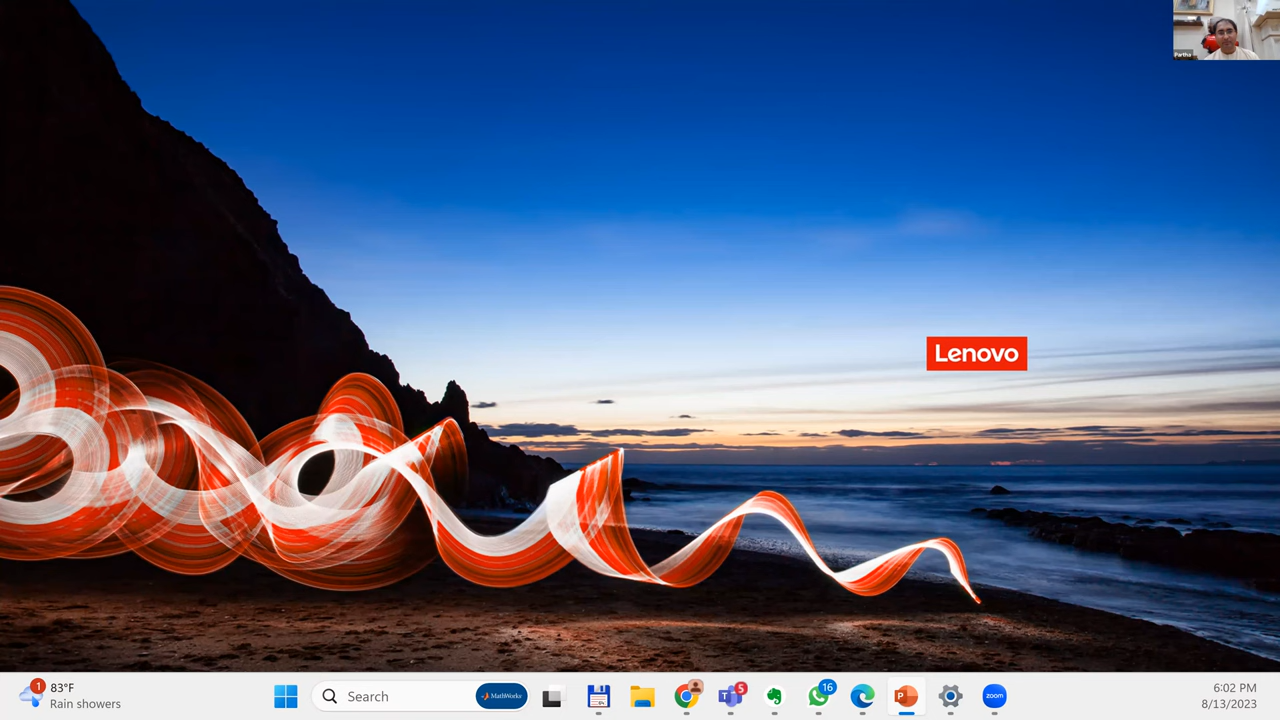 Partha
Lenovo
1
83°F
Rain showers
Search
MathWorks
5
16
zoom
6:02 PM
8/13/2023